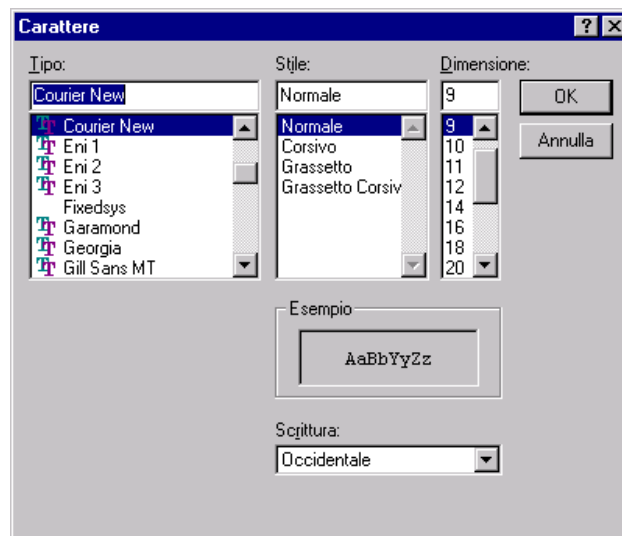 Carattere
Tipo:
Courier New
Courier New
Eni 1
Eni 2
Eni 3
Fixedsys
Garamond
Georgia
Gill Sans MT
Stile:
Normale
Normale
Corsivo
Grassetto
Grassetto Corsiv
Dimensione:
9
9
10
11
12
14
16
18
20
OK
Annulla
Esempio
AaBbYyZz
Scrittura:
Occidentale